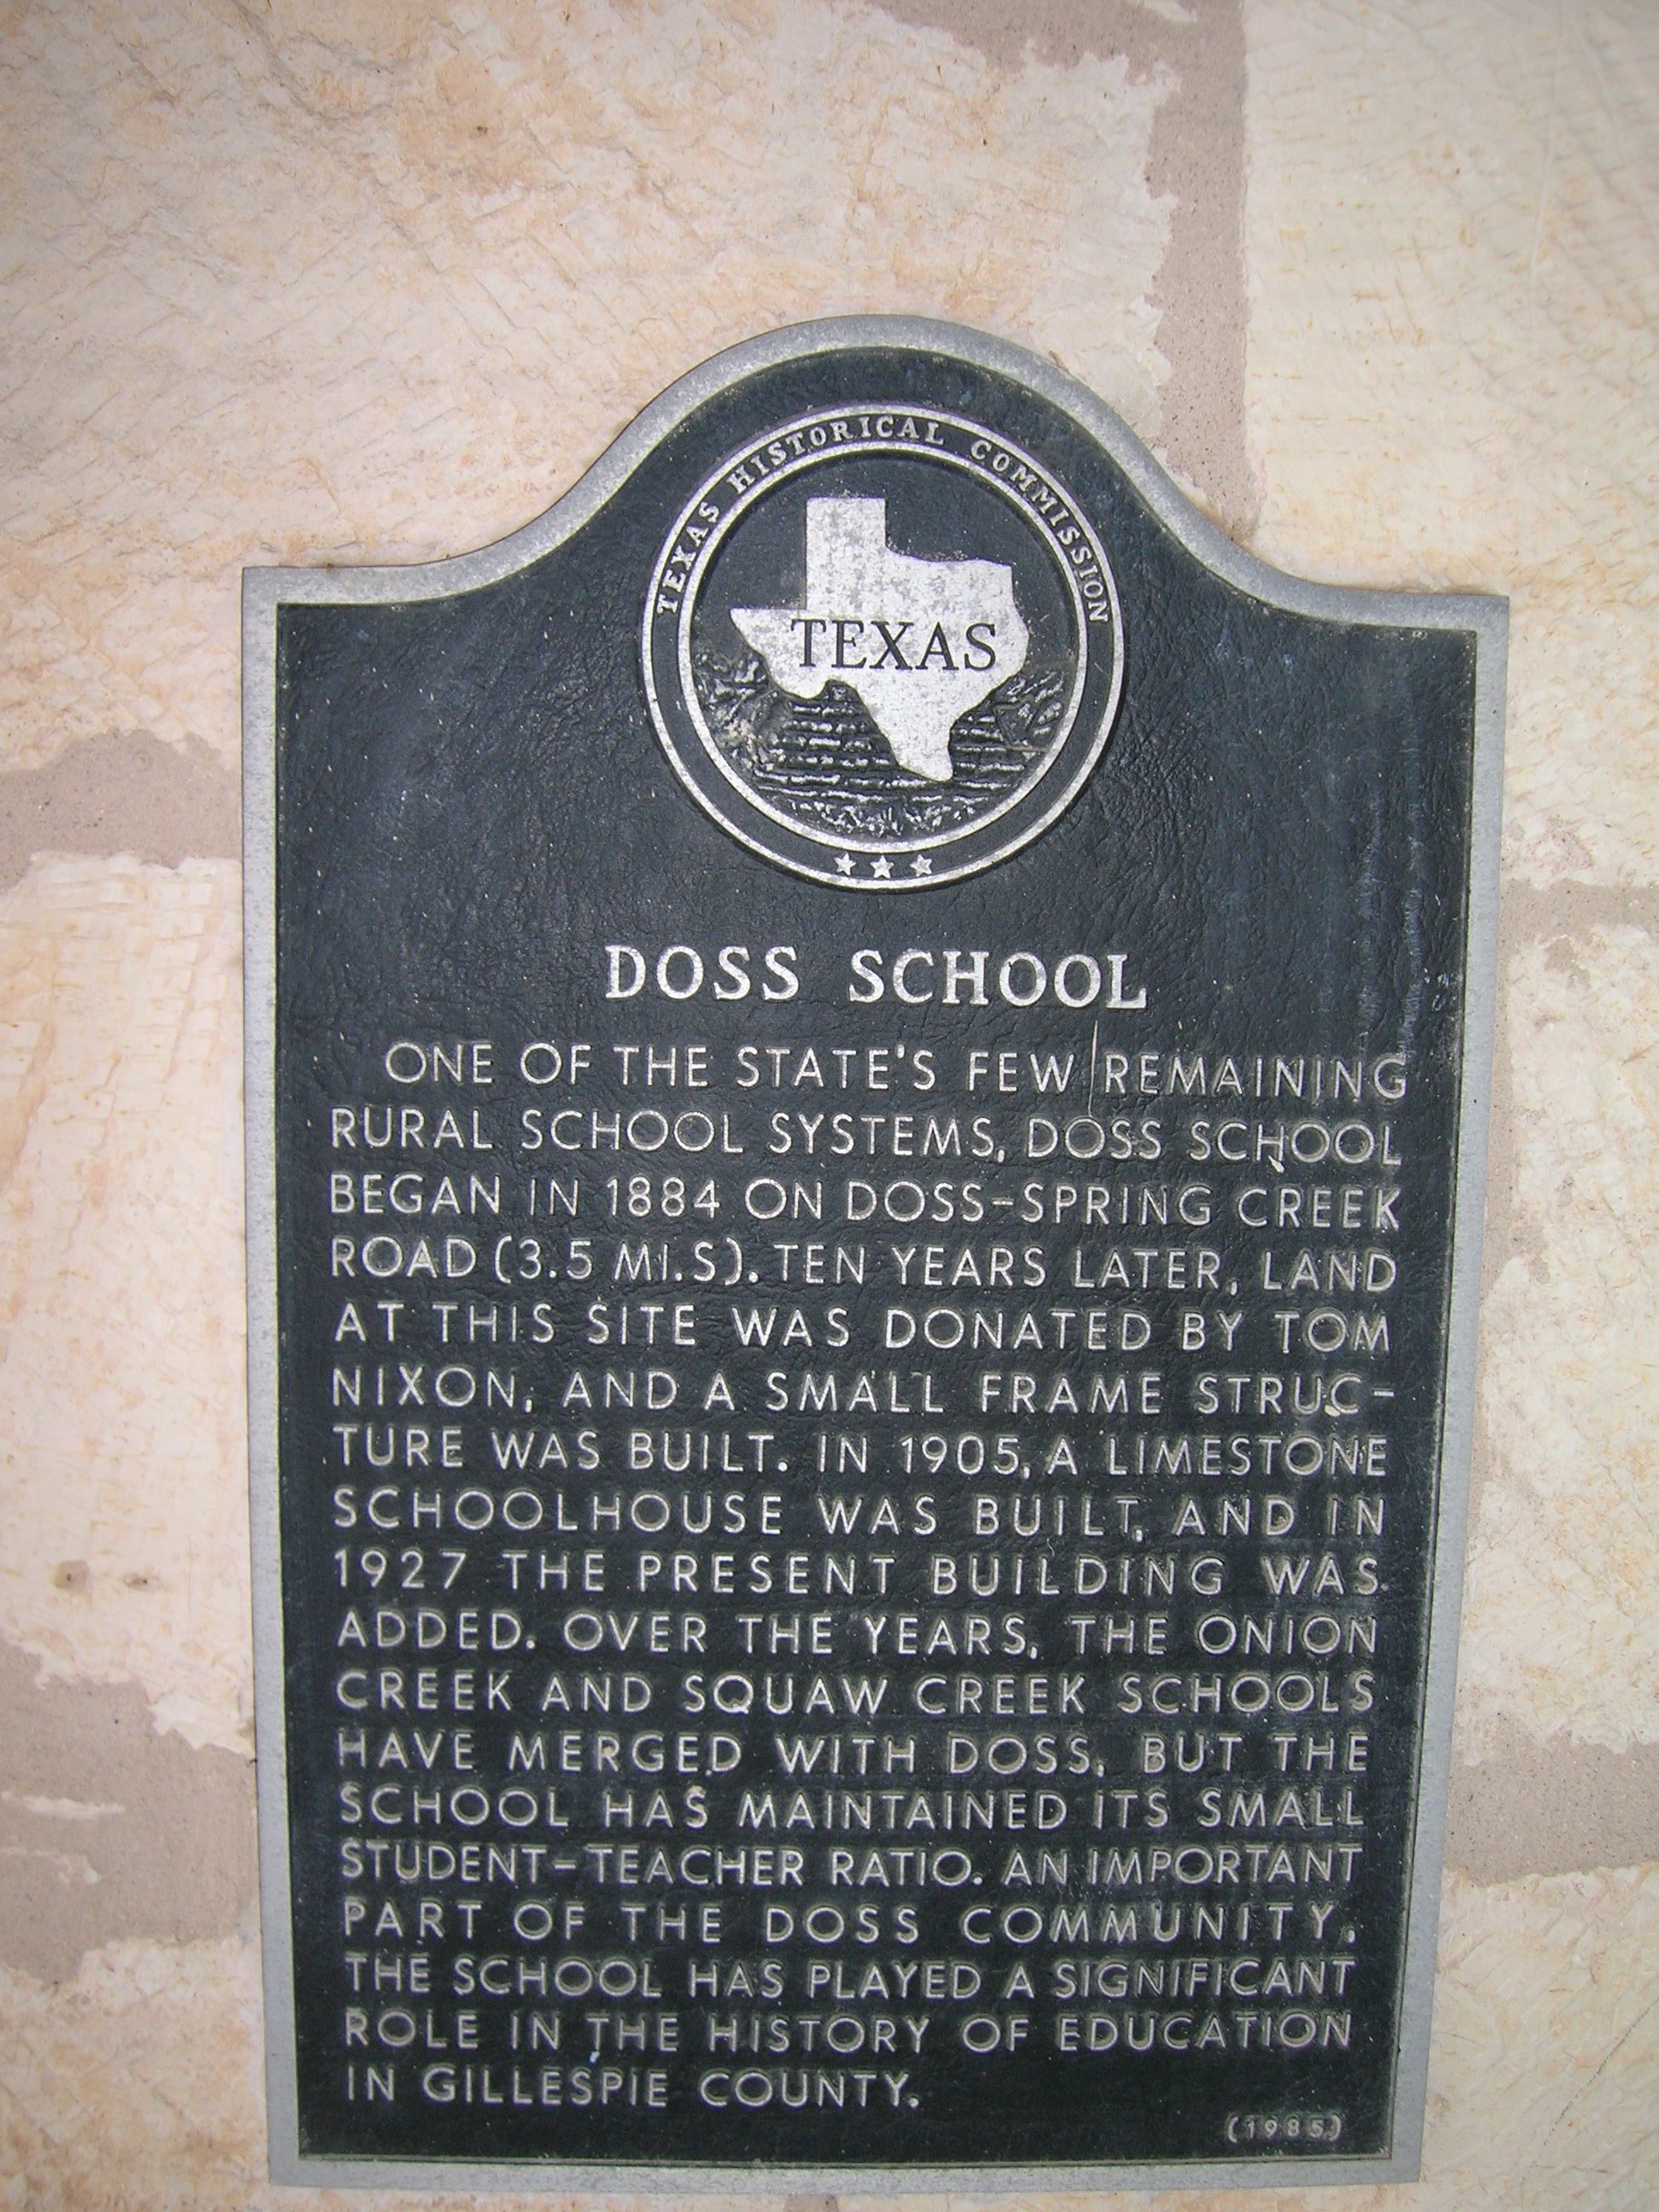 TEXAS HISTORICAL COMMISSION
TEXAS
DOSS SCHOOL
ONE OF THE STATE'S FEW REMAINING
RURAL SCHOOL SYSTEMS, DOSS SCHOOL
BEGAN IN 1884 ON DOSS-SPRING CREEK
ROAD (3.5 MI.S). TEN YEARS LATER, LAND
AT THIS SITE WAS DONATED BY TOM
NIXON, AND A SMALL FRAME STRUC-
TURE WAS BUILT. IN 1905, A LIMESTONE
SCHOOLHOUSE WAS BUILT, AND IN
1927 THE PRESENT BUILDING WAS
ADDED. OVER THE YEARS, THE ONION
CREEK AND SQUAW CREEK SCHOOLS
HAVE MERGED WITH DOSS, BUT THE
SCHOOL HAS MAINTAINED ITS SMALL
STUDENT-TEACHER RATIO. AN IMPORTANT
PART OF THE DOSS COMMUNITY,
THE SCHOOL HAS PLAYED A SIGNIFICANT
ROLE IN THE HISTORY OF EDUCATION
IN GILLESPIE COUNTY.
(1985)